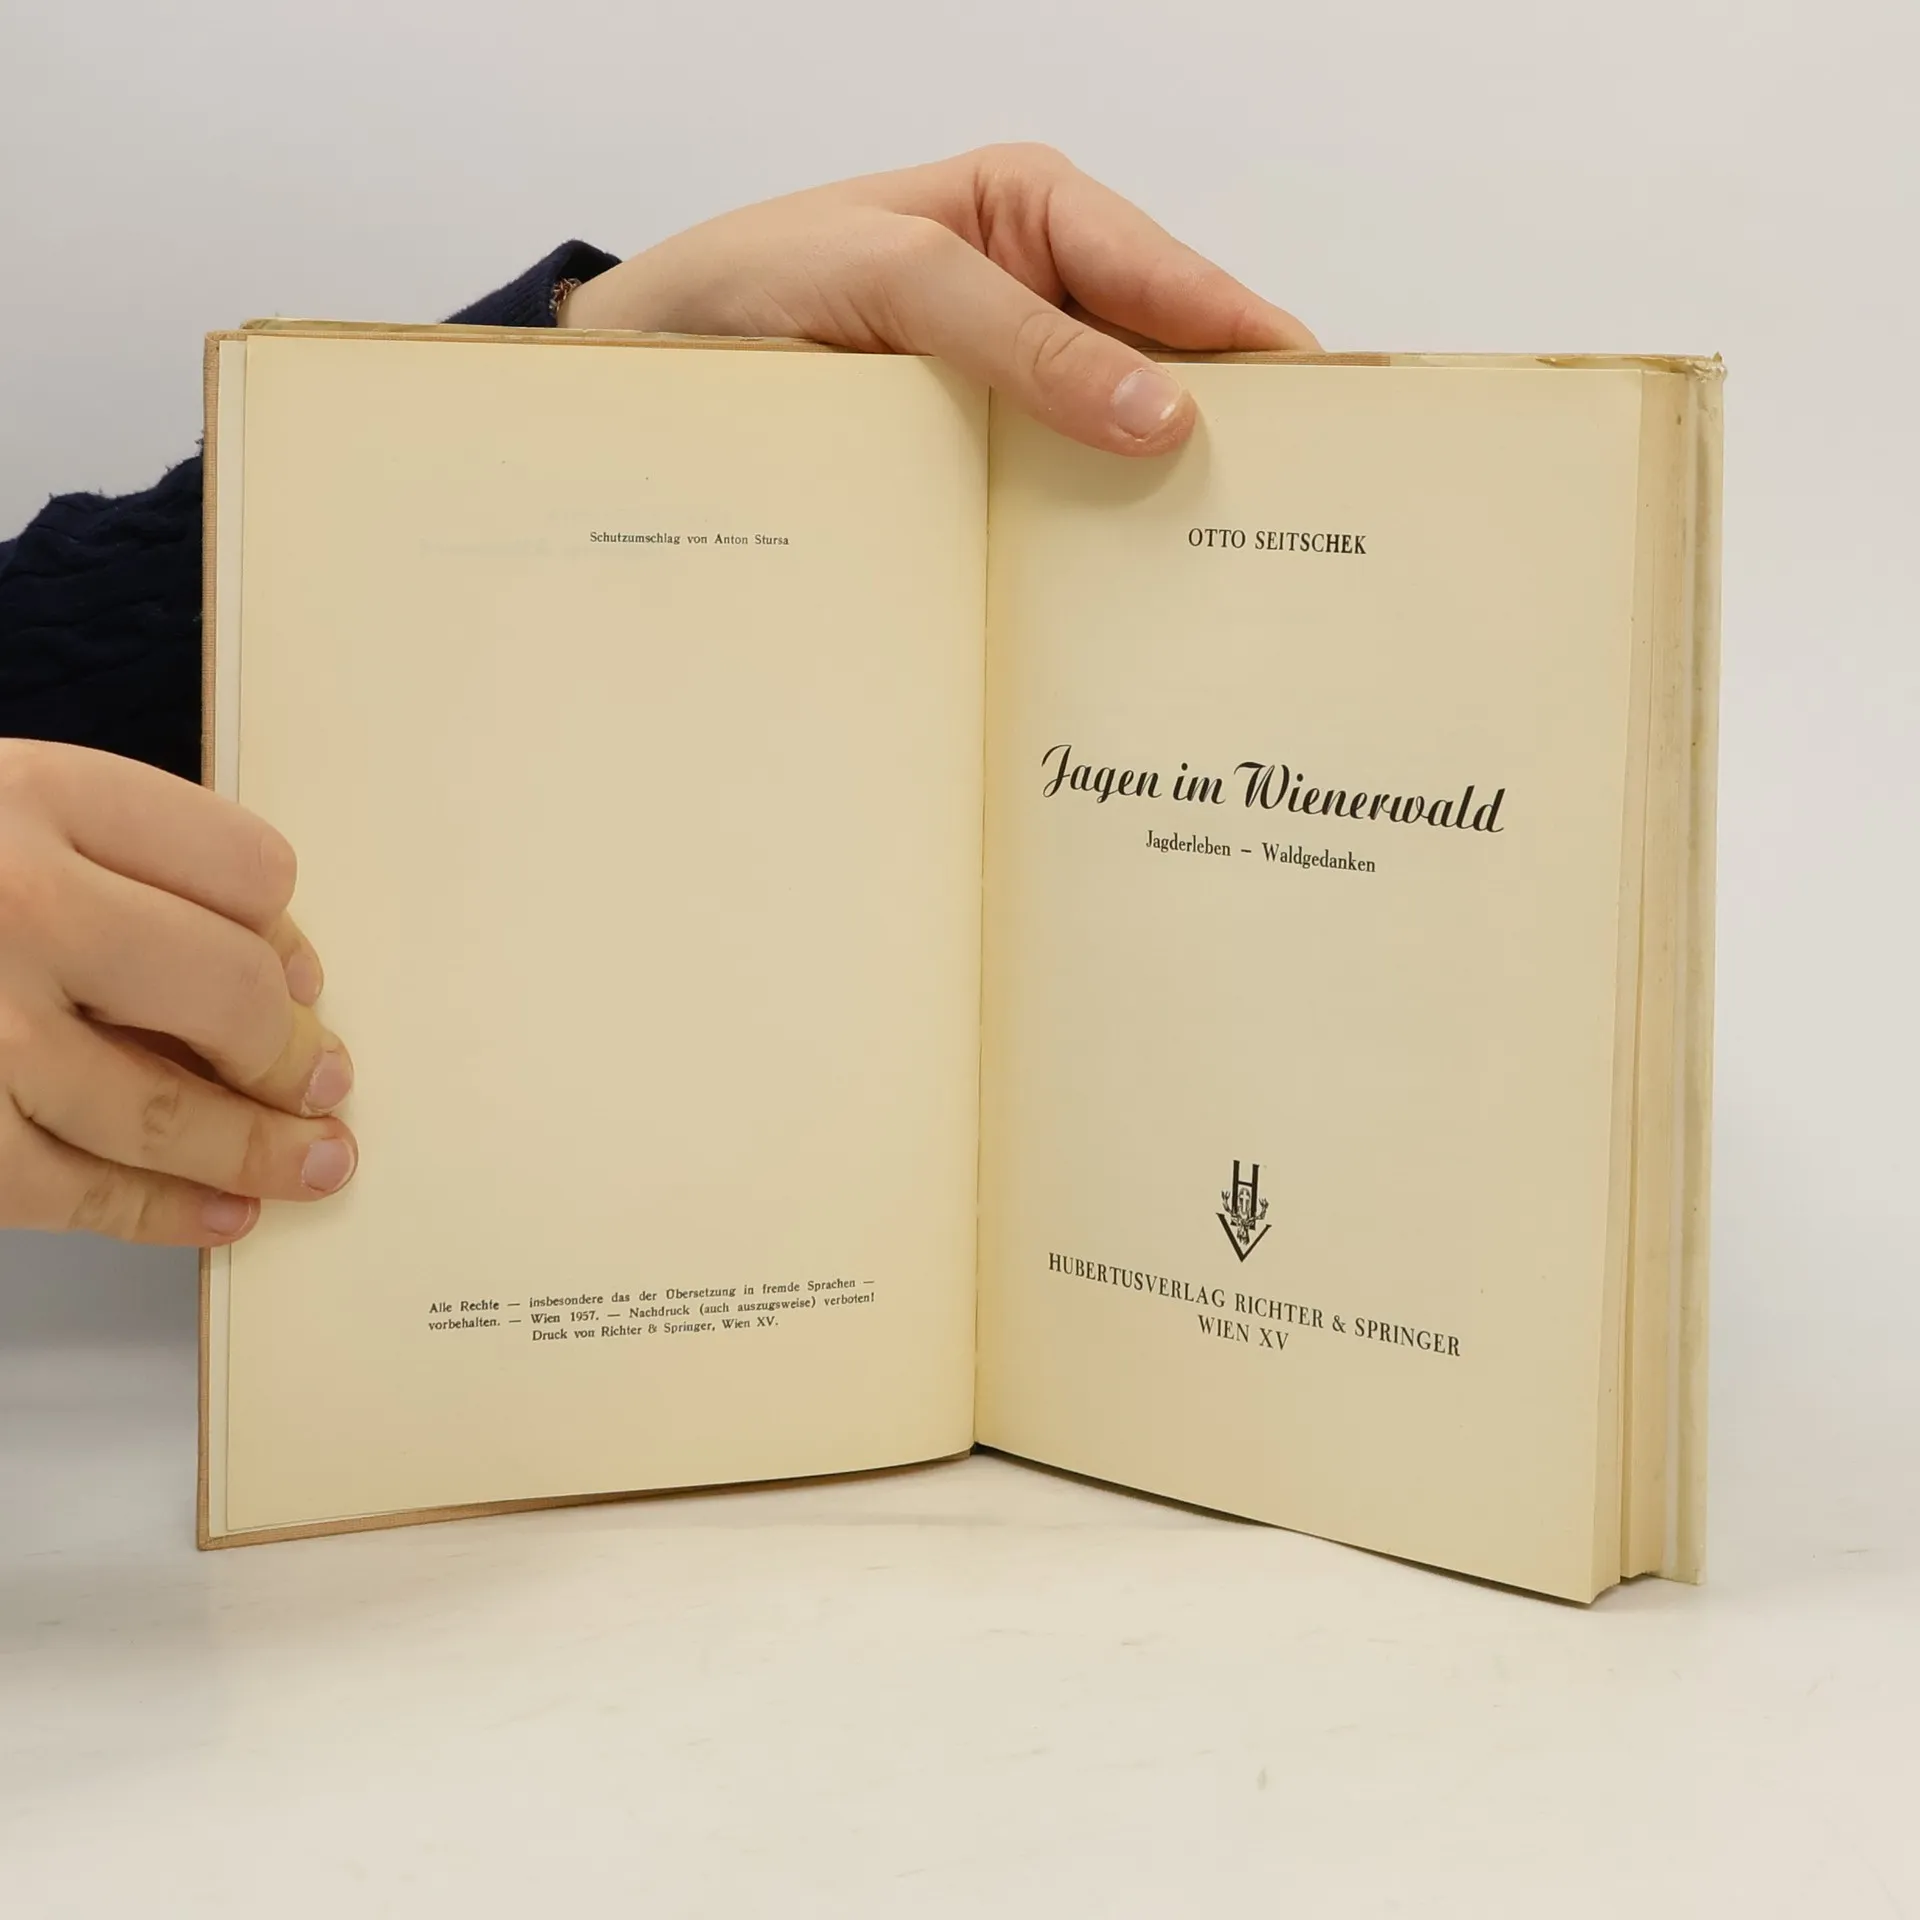 Schutzumschlag von Anton Stursa
Alle Rechte — insbesondere das der Übersetzung in fremde Sprachen —
vorbehalten. — Wien 1957. — Nachdruck (auch auszugsweise) verboten!
Druck von Richter & Springer, Wien XV.
OTTO SEITSCHEK
Jagen im Wienerwald
Jagderleben – Waldgedanken
H
V
HUBERTUSVERLAG RICHTER & SPRINGER
WIEN XV